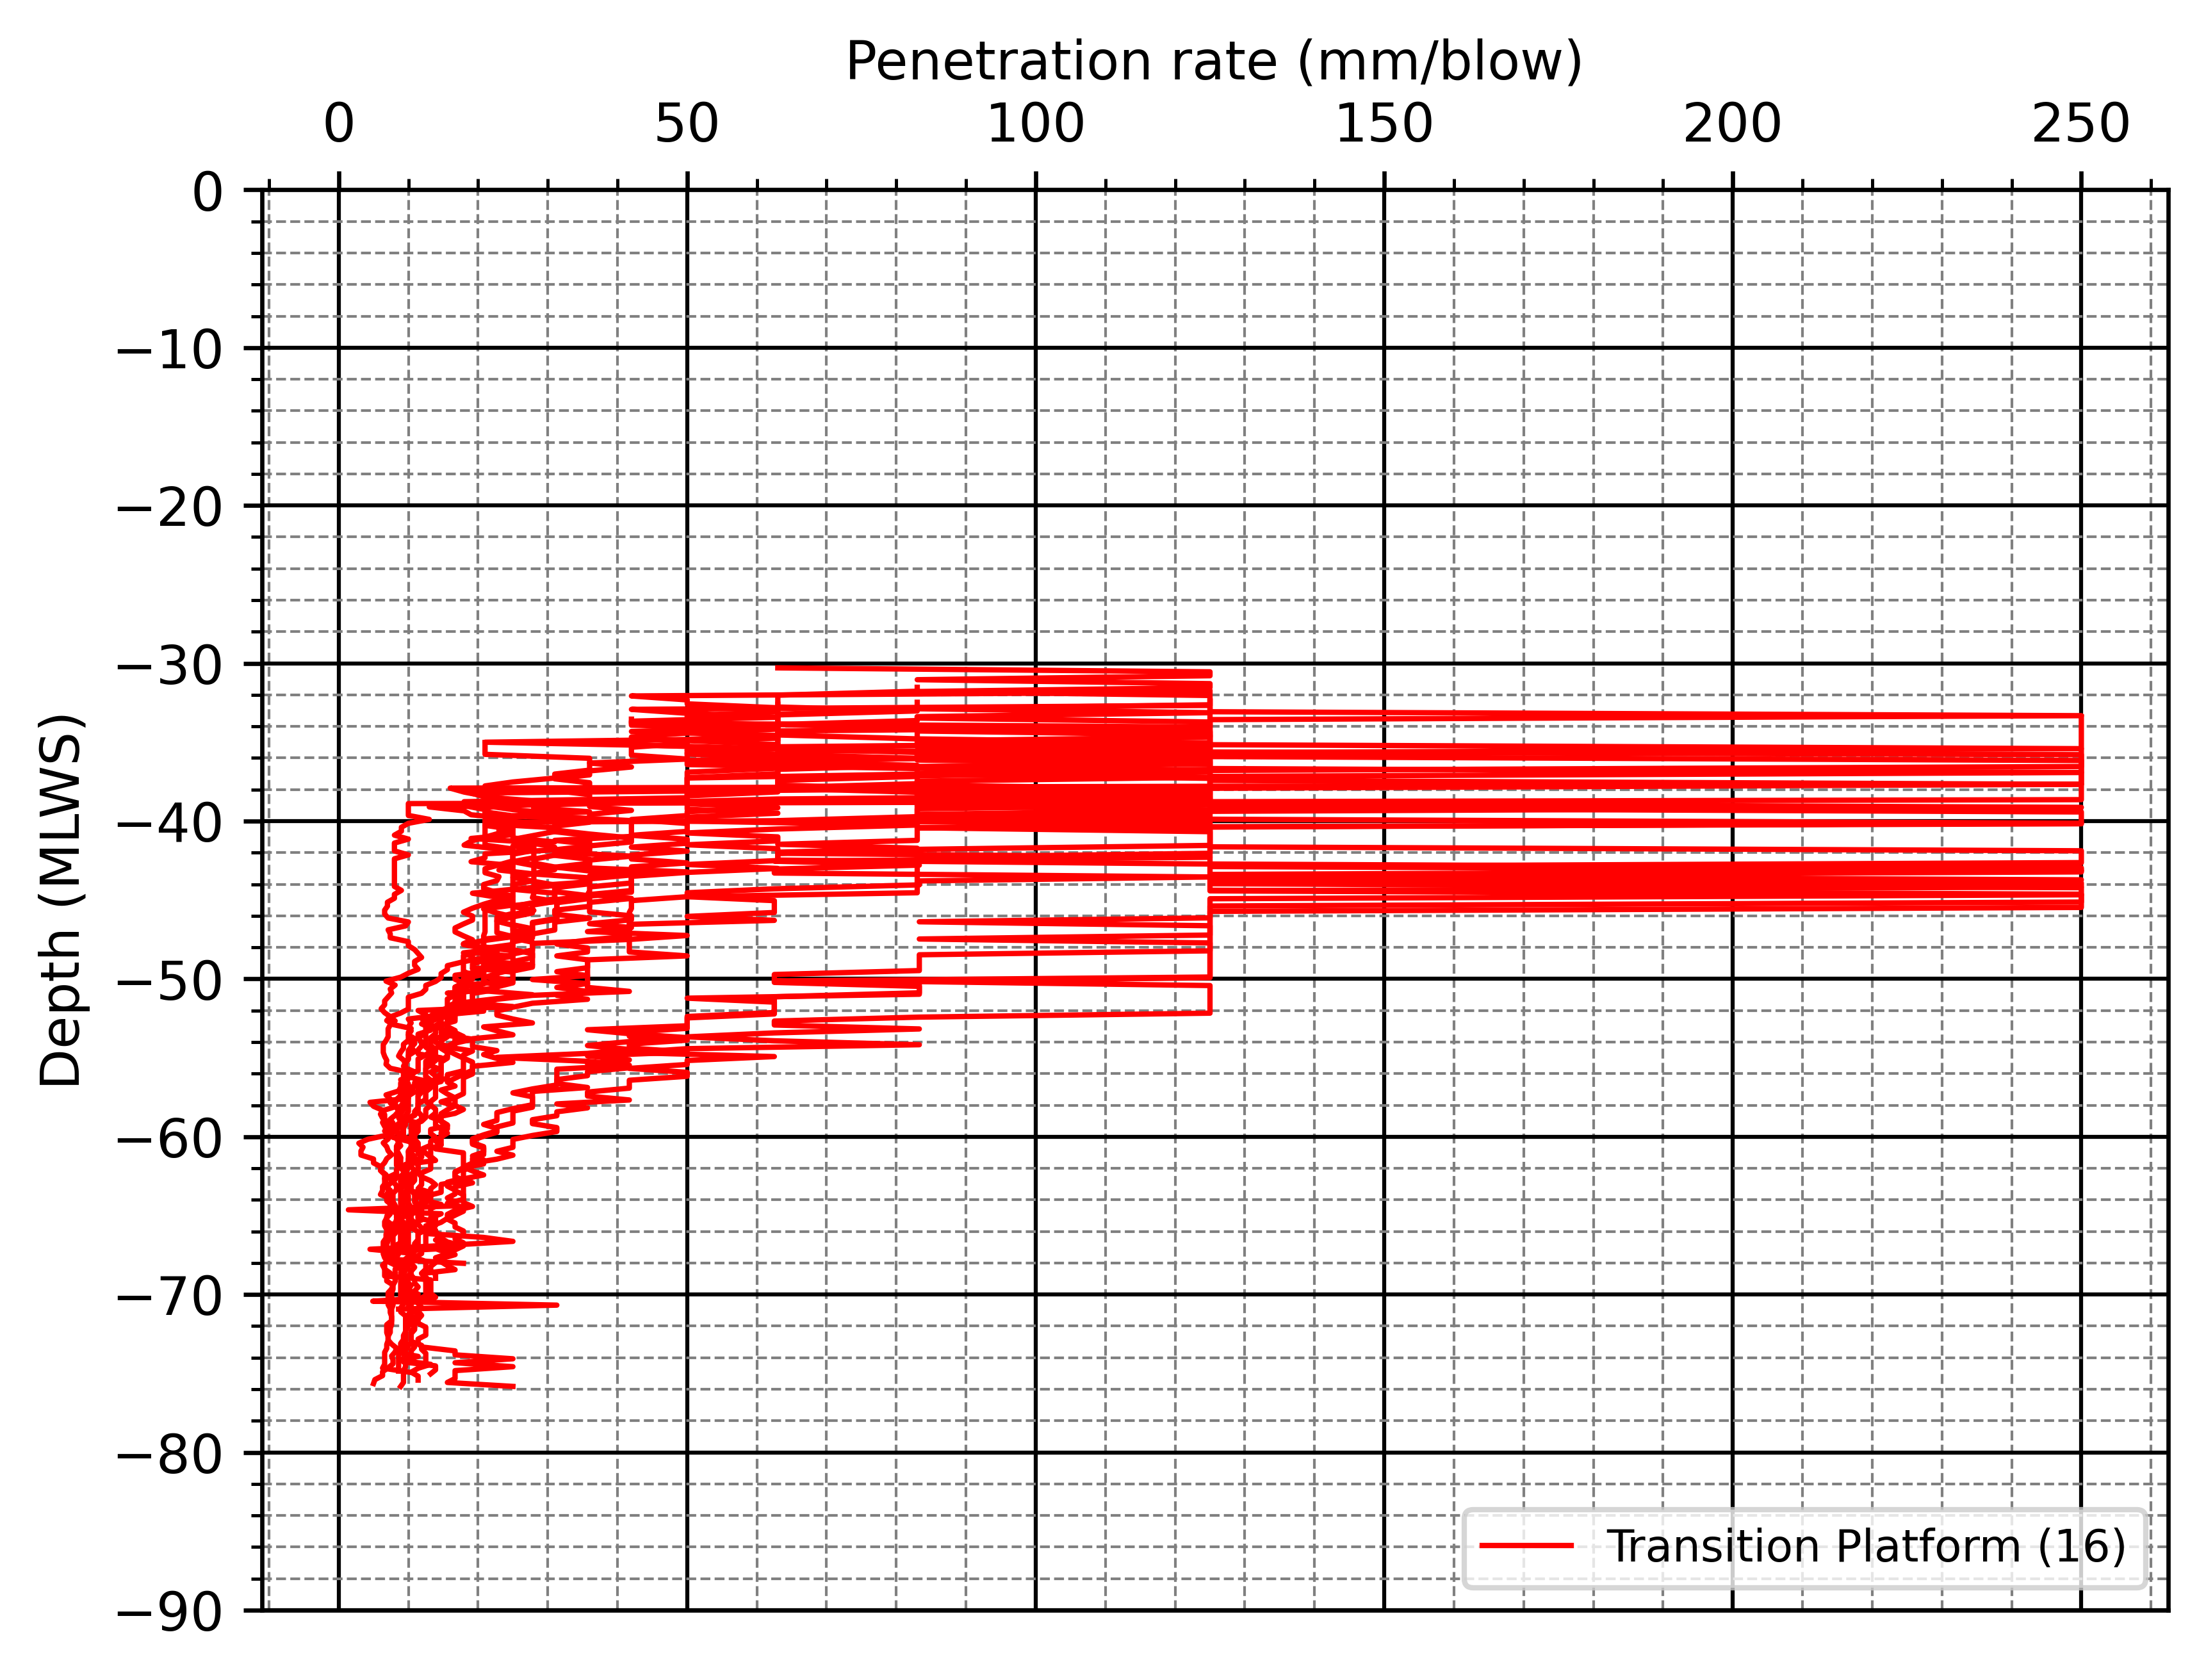 Penetration rate (mm/blow)
0 50 100 150 200 250
0
−10
−20
−30
−40
−50
−60
−70
−80
−90
Depth (MLWS)
Transition Platform (16)